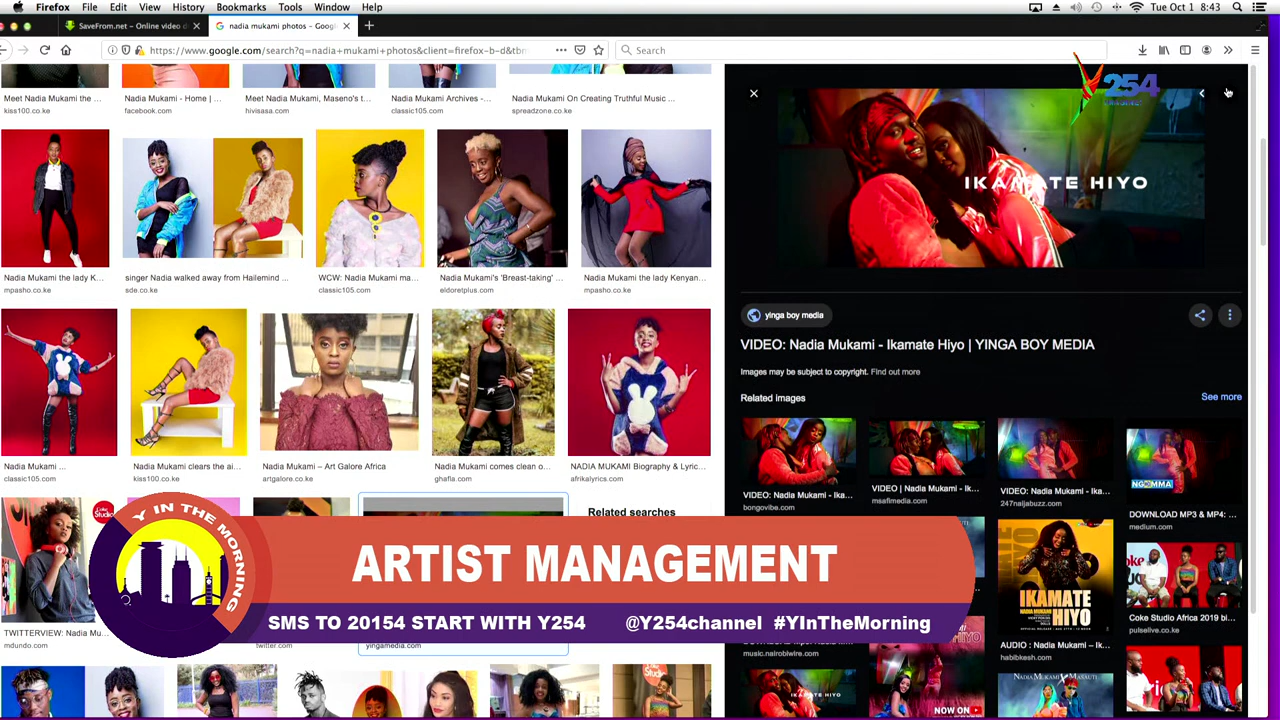 Firefox File Edit View History Bookmarks Tools Window Help
Tue Oct 1 8:43
SaveFrom.net – Online video d
nadia mukami photos - Google
https://www.google.com/search?q=nadia+mukami+photos&client=firefox-b-d&tbm
Search
Y254
Meet Nadia Mukami the ...
kiss100.co.ke
Nadia Mukami - Home | ...
facebook.com
Meet Nadia Mukami, Maseno's t...
hivisasa.com
Nadia Mukami Archives -...
classic105.com
Nadia Mukami On Creating Truthful Music ...
spreadzone.co.ke
Nadia Mukami the lady K...
mpasho.co.ke
singer Nadia walked away from Hailemind ...
sde.co.ke
WCW: Nadia Mukami ma...
classic105.com
Nadia Mukami's 'Breast-taking' ...
eldoretplus.com
Nadia Mukami the lady Kenyan...
mpasho.co.ke
Nadia Mukami ...
classic105.com
Nadia Mukami clears the ai...
kiss100.co.ke
Nadia Mukami – Art Galore Africa
artgalore.co.ke
Nadia Mukami comes clean o...
ghafla.com
NADIA MUKAMI Biography & Lyric...
afrikalyrics.com
Related searches
TWITTERVIEW: Nadia Mu...
mdundo.com
twitter.com
yingamedia.com
IKAMATE HIYO
yinga boy media
VIDEO: Nadia Mukami - Ikamate Hiyo | YINGA BOY MEDIA
Images may be subject to copyright. Find out more
Related images
See more
VIDEO: Nadia Mukami - Ika...
bongovibe.com
VIDEO | Nadia Mukami - Ik...
msafimedia.com
VIDEO: Nadia Mukami - Ika...
247naijabuzz.com
NGOMMA
DOWNLOAD MP3 & MP4: ...
medium.com
IKAMATE
HIYO
AUDIO : Nadia Mukami – Ik...
habibkesh.com
Coke Studio Africa 2019 bi...
pulselive.co.ke
music.nairobiwire.com
IKAMATE HIYO
NOW ON
NADIA MUKAMI
Y IN THE MORNING
ARTIST MANAGEMENT
SMS TO 20154 START WITH Y254 @Y254channel #YInTheMorning